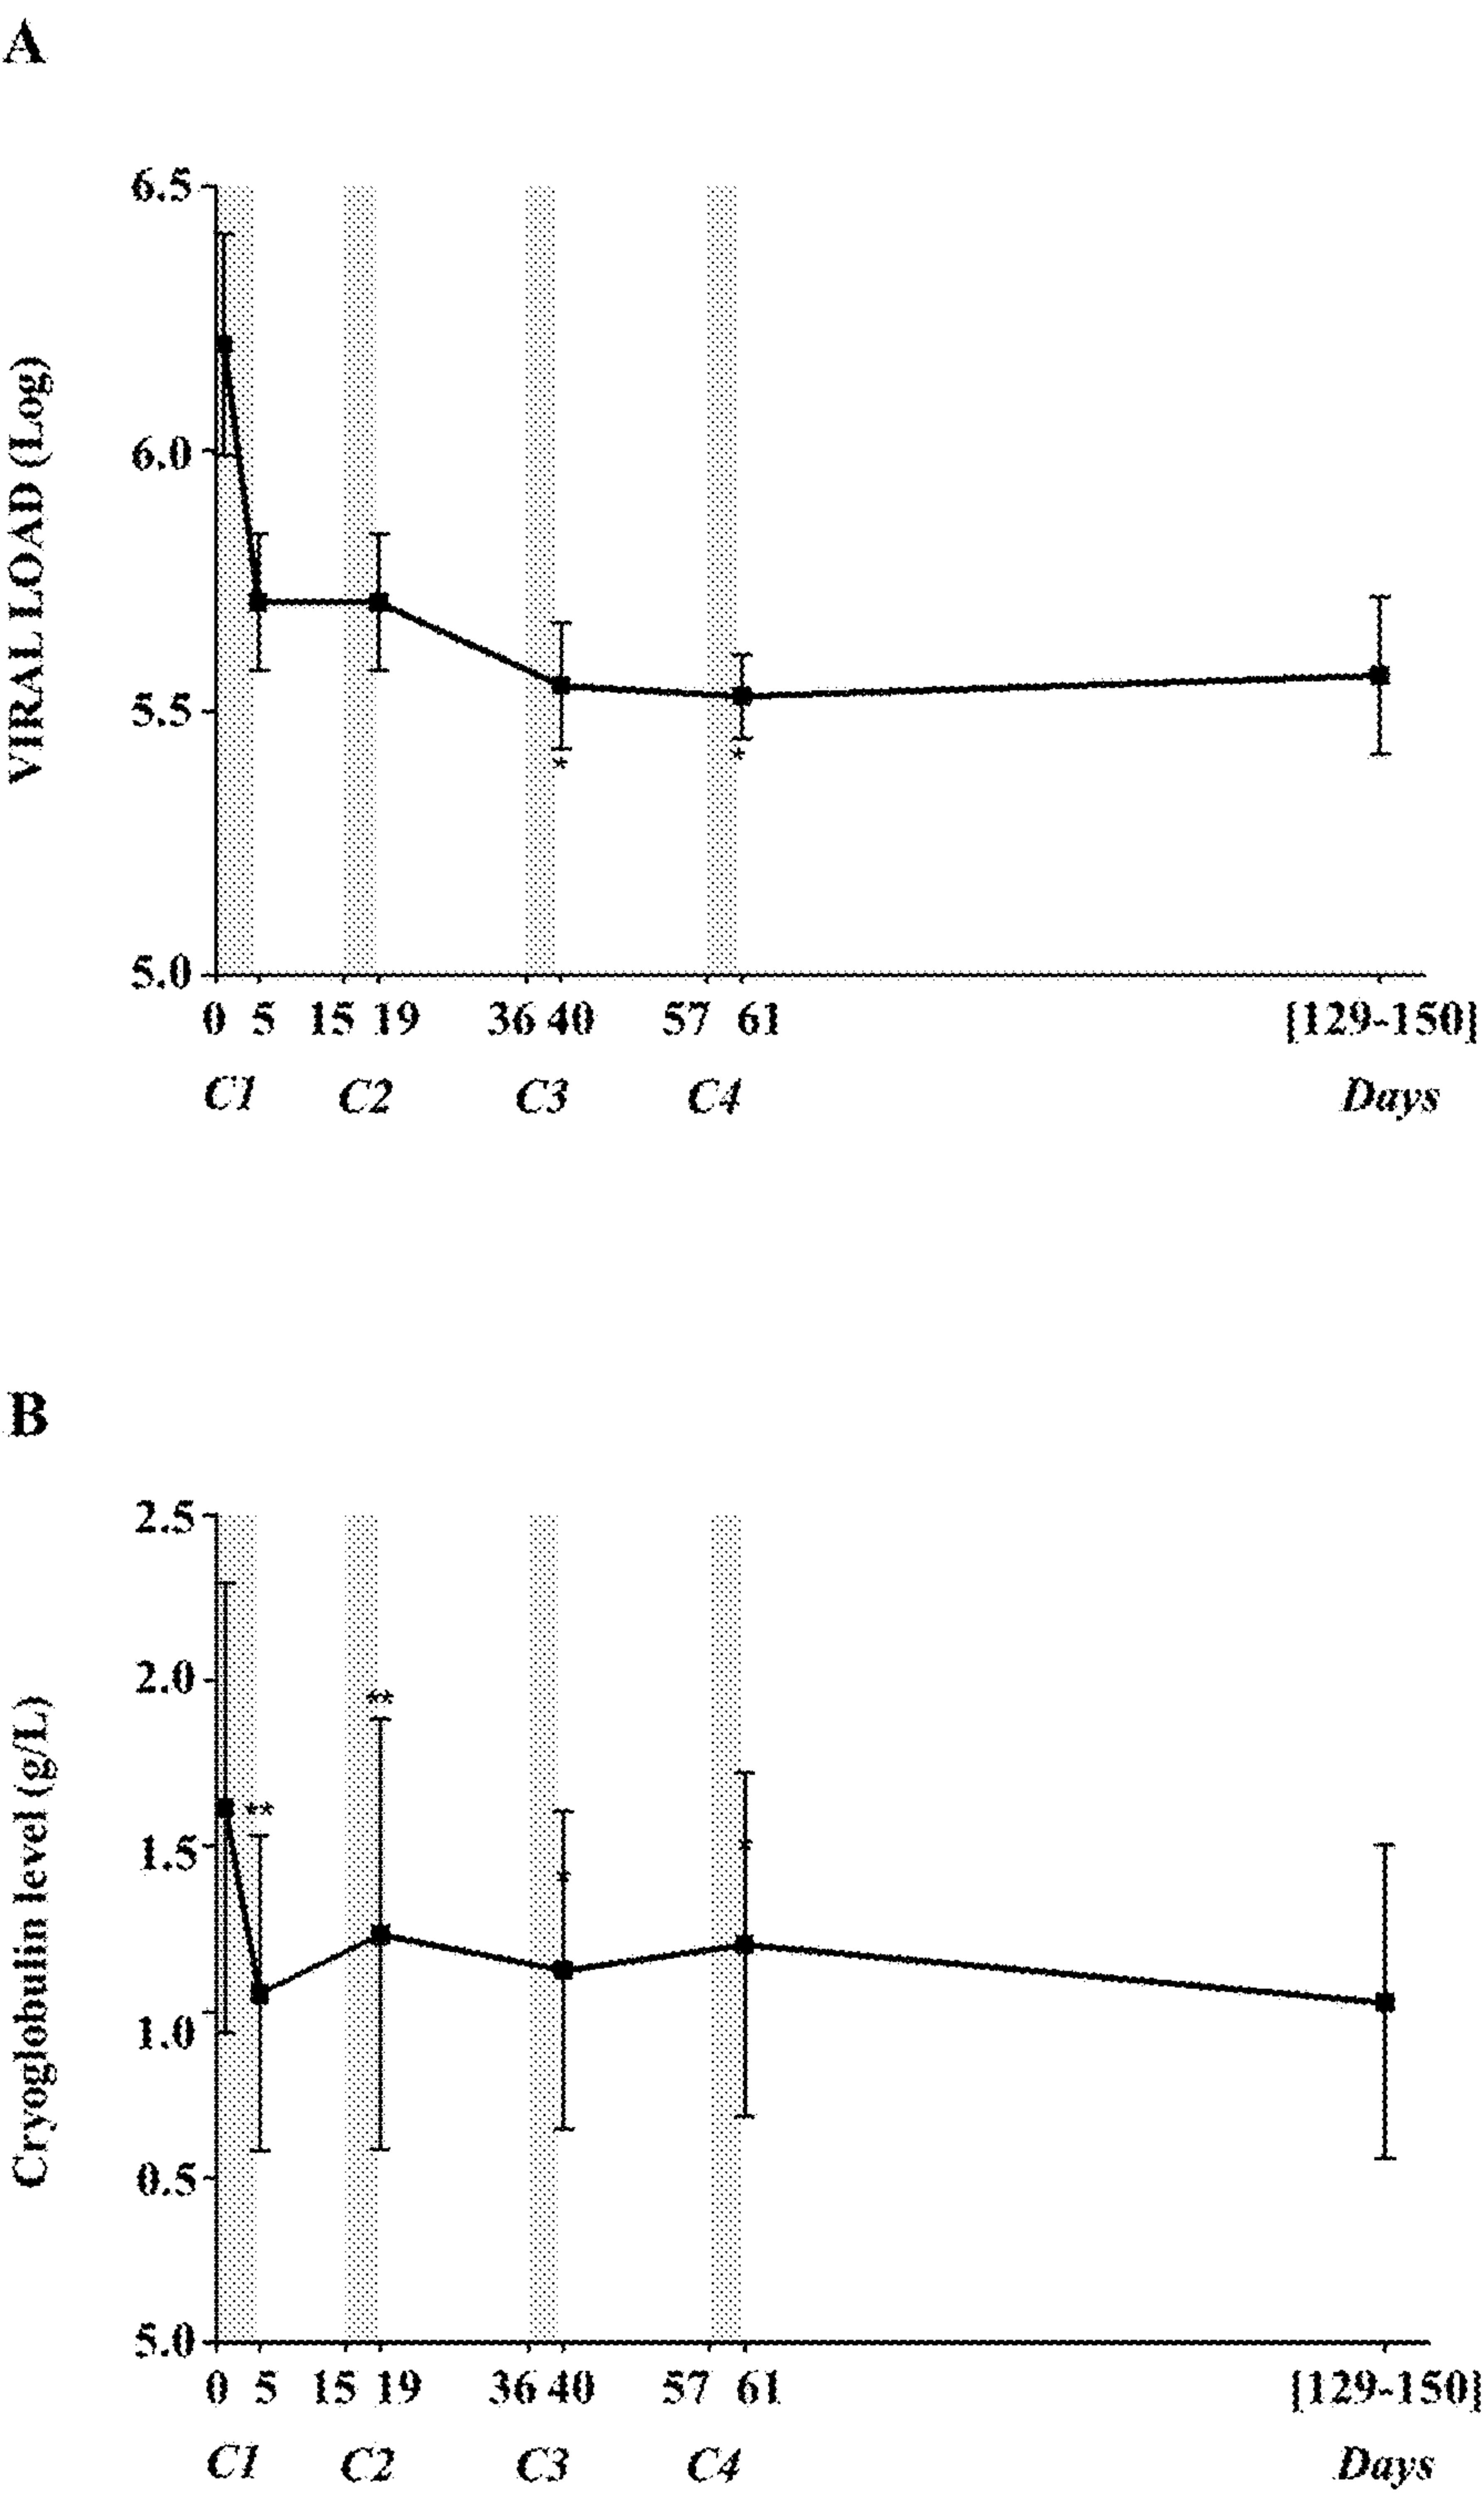 A
6.5
6.0
5.5
5.0
VIRAL LOAD (Log)
*
*
0 5 15 19 36 40 57 61 [129-150]
C1 C2 C3 C4 Days
B
2.5
2.0
1.5
1.0
0.5
5.0
Cryoglobulin level (g/L)
**
**
*
*
0 5 15 19 36 40 57 61 [129-150]
C1 C2 C3 C4 Days